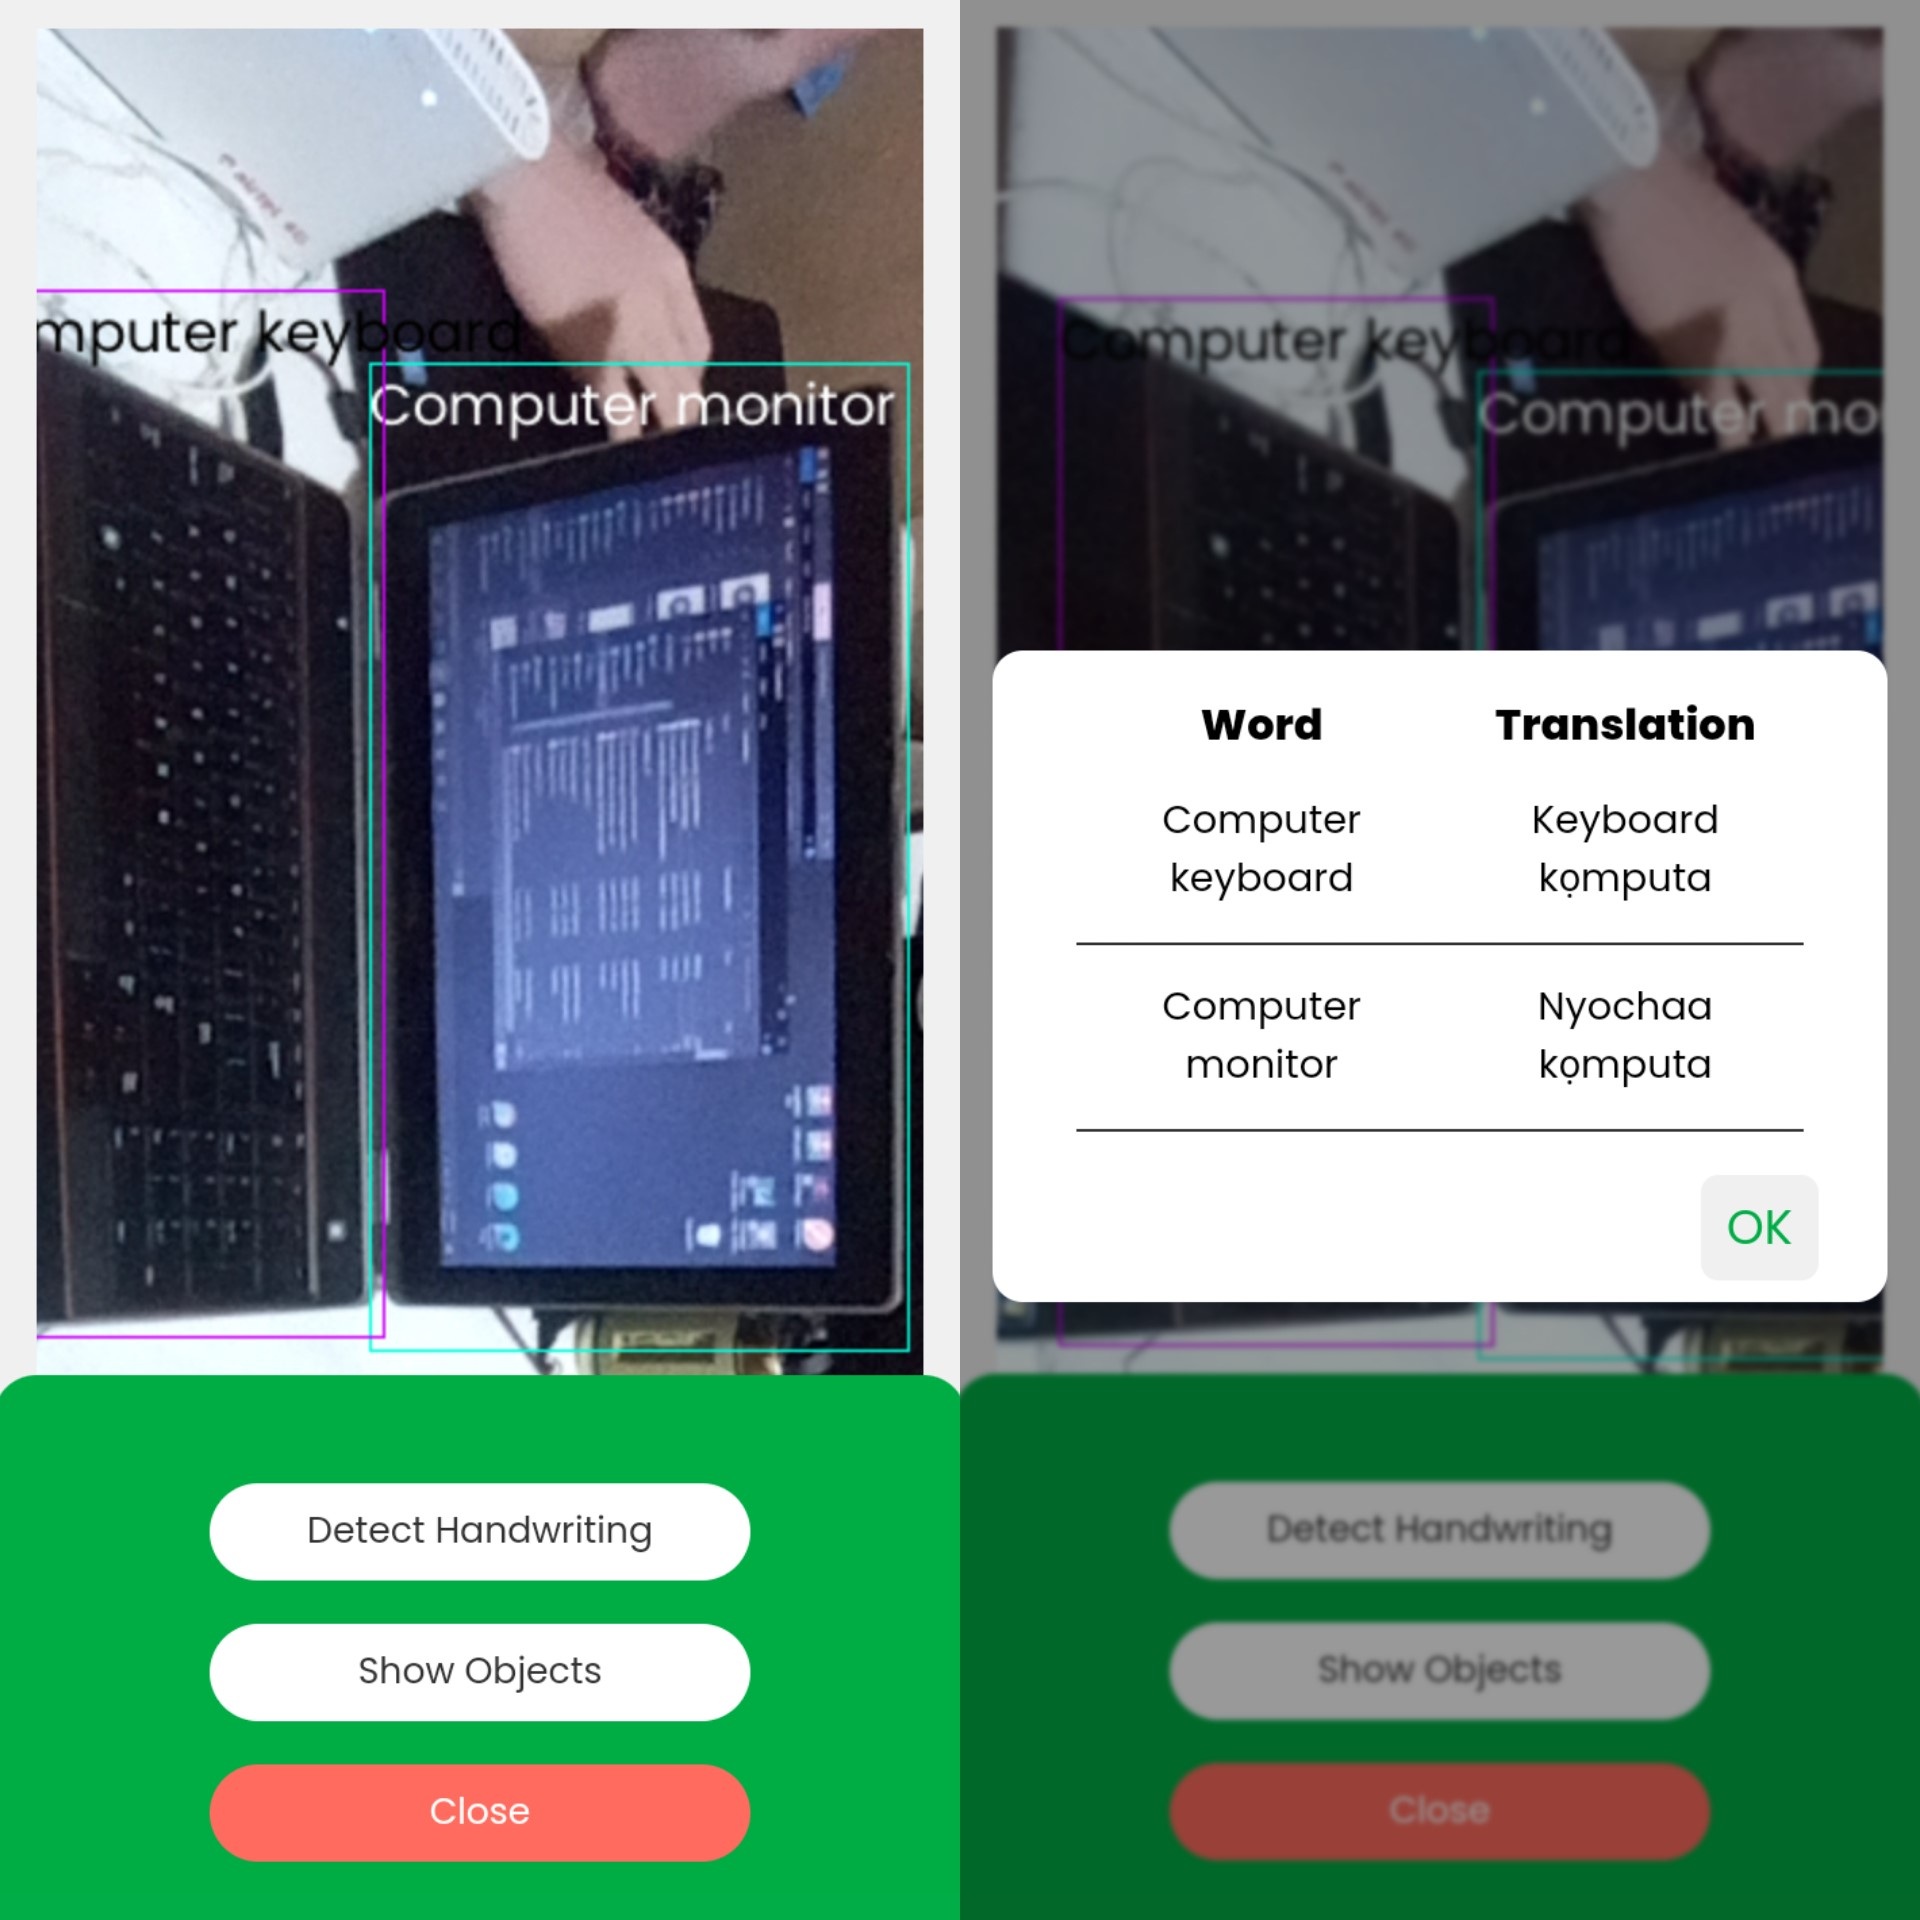 mputer keyboard
Computer monitor
Detect Handwriting
Show Objects
Close
Computer keyboard
Computer mo
Word Translation
Computer Keyboard
keyboard kọmputa
Computer Nyochaa
monitor kọmputa
OK
Detect Handwriting
Show Objects
Close